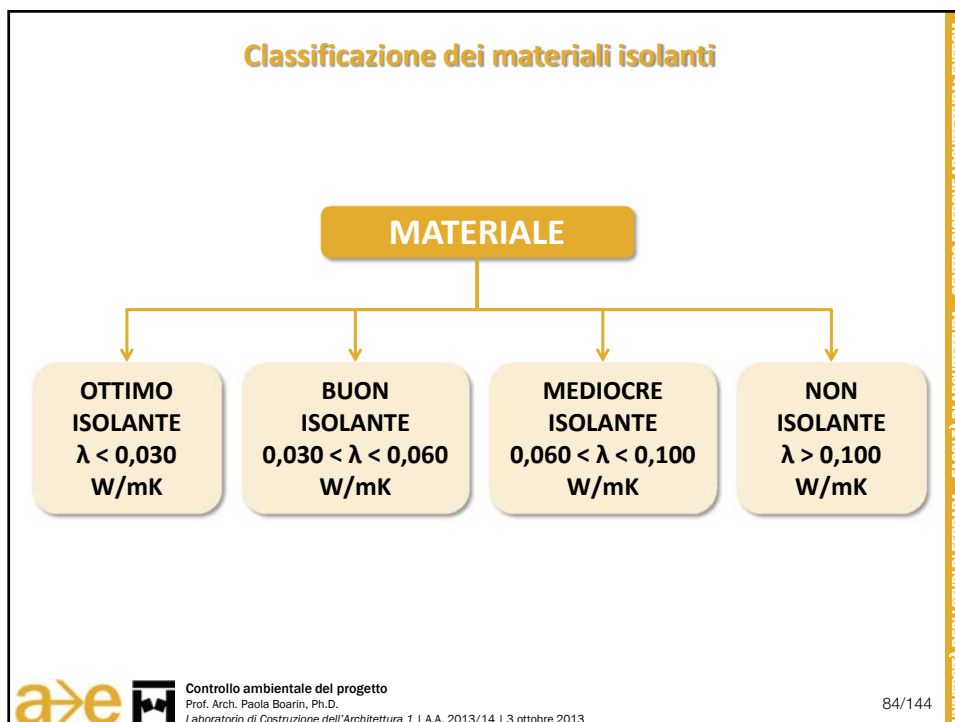 Classificazione dei materiali isolanti
MATERIALE
OTTIMO
ISOLANTE
λ < 0,030
W/mK
BUON
ISOLANTE
0,030 < λ < 0,060
W/mK
MEDIOCRE
ISOLANTE
0,060 < λ < 0,100
W/mK
NON
ISOLANTE
λ > 0,100
W/mK
a>e
Controllo ambientale del progetto
Prof. Arch. Paola Boarin, Ph.D.
Laboratorio di Costruzione dell'Architettura 1 | A.A. 2013/14 | 3 ottobre 2013
84/144